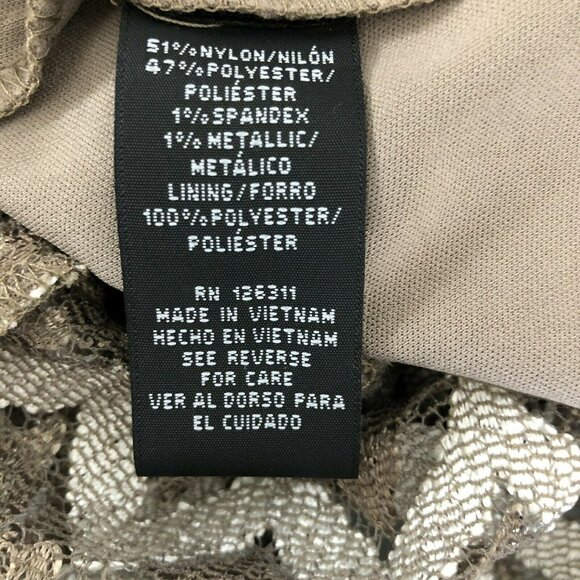 51%NYLON/NILÓN
47%POLYESTER/
POLIÉSTER
1%SPANDEX
1%METALLIC/
METÁLICO
LINING/FORRO
100%POLYESTER/
POLIÉSTER
RN 126311
MADE IN VIETNAM
HECHO EN VIETNAM
SEE REVERSE
FOR CARE
VER AL DORSO PARA
EL CUIDADO